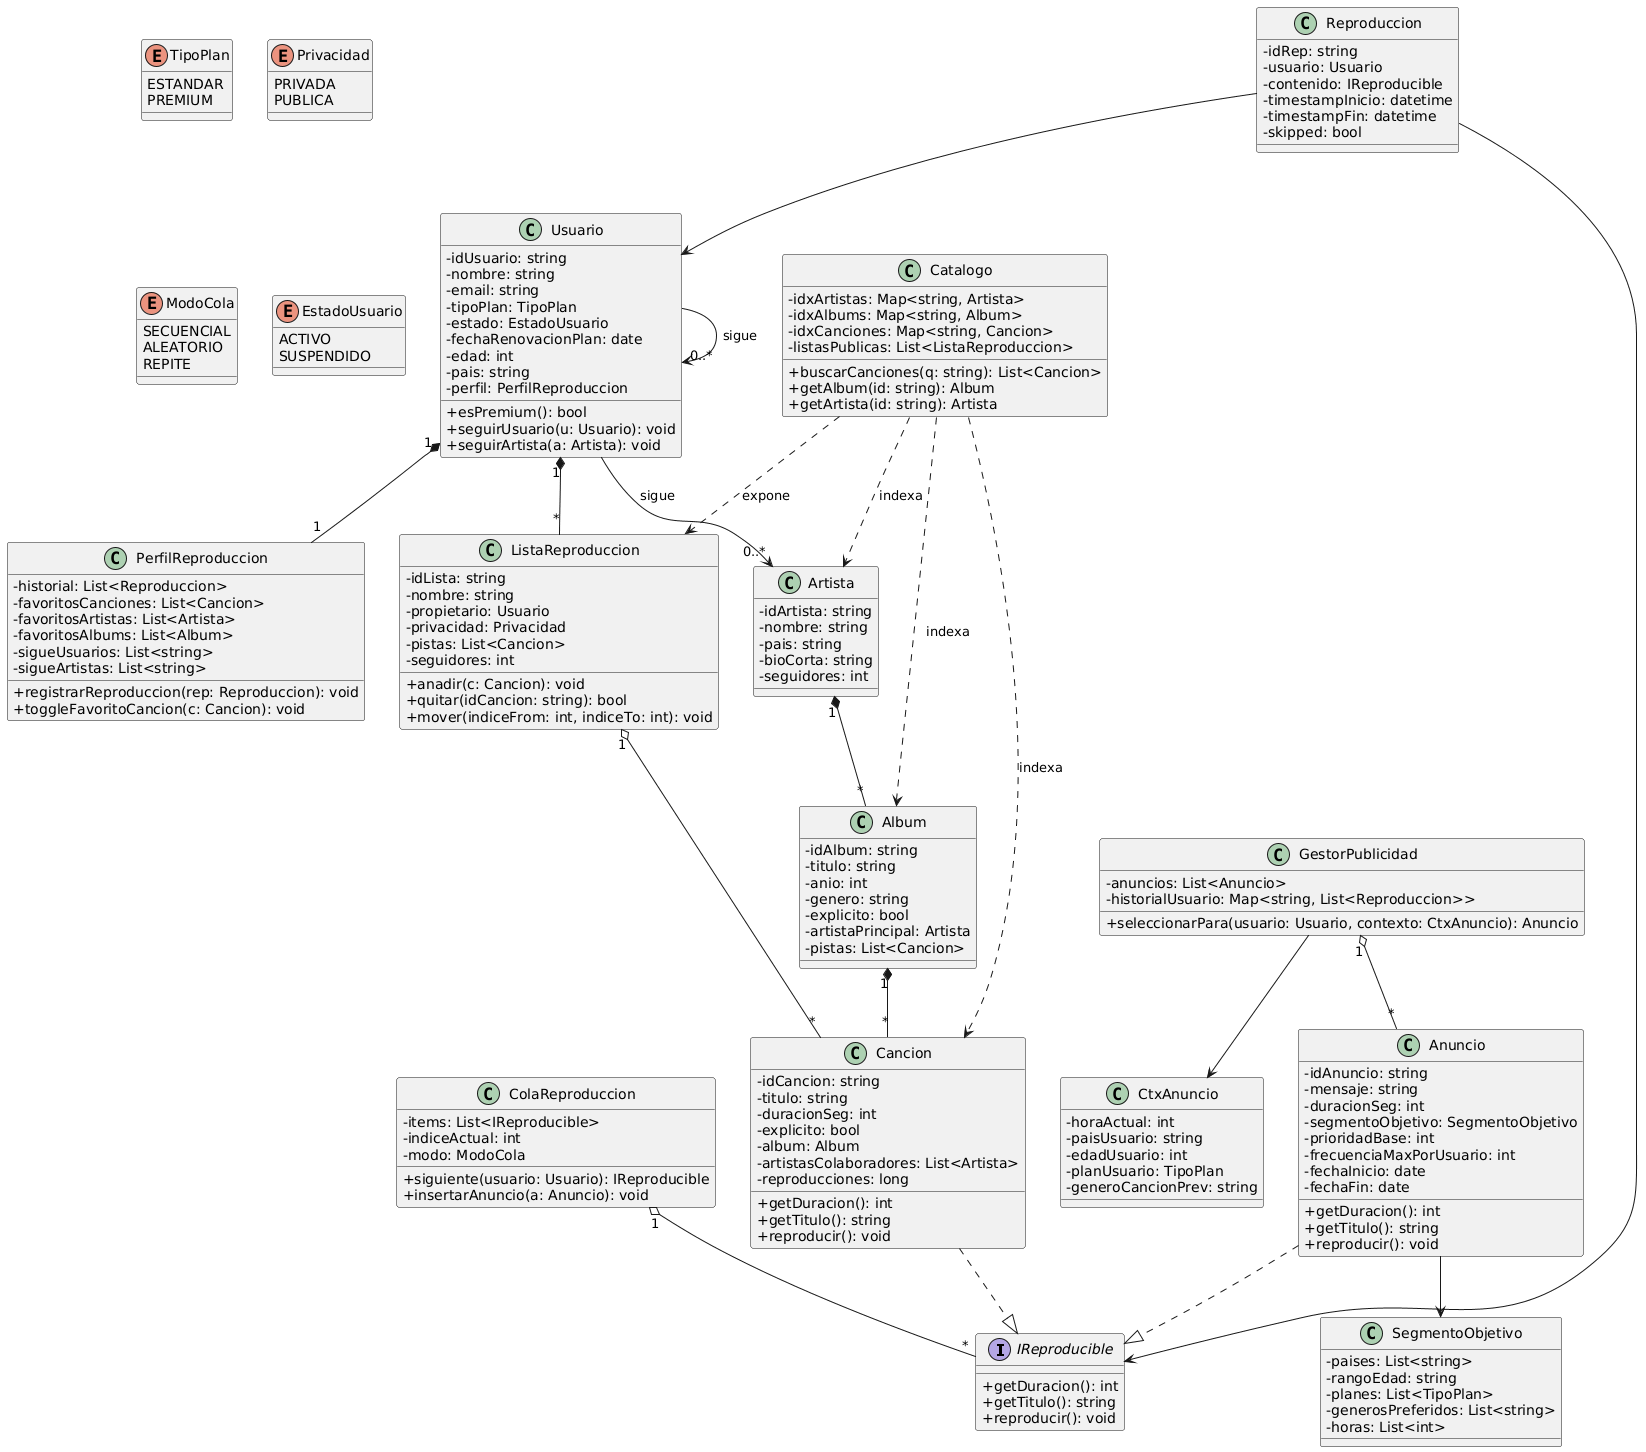 TipoPlan
ESTANDAR
PREMIUM
Privacidad
PRIVADA
PUBLICA
Reproduccion
-idRep: string
-usuario: Usuario
-contenido: IReproducible
-timestampInicio: datetime
-timestampFin: datetime
-skipped: bool
ModoCola
SECUENCIAL
ALEATORIO
REPITE
EstadoUsuario
ACTIVO
SUSPENDIDO
Usuario
-idUsuario: string
-nombre: string
-email: string
-tipoPlan: TipoPlan
-estado: EstadoUsuario
-fechaRenovacionPlan: date
-edad: int
-pais: string
-perfil: PerfilReproduccion
+esPremium(): bool
+seguirUsuario(u: Usuario): void
+seguirArtista(a: Artista): void
sigue
0..*
Catalogo
-idxArtistas: Map<string, Artista>
-idxAlbums: Map<string, Album>
-idxCanciones: Map<string, Cancion>
-listasPublicas: List<ListaReproduccion>
+buscarCanciones(q: string): List<Cancion>
+getAlbum(id: string): Album
+getArtista(id: string): Artista
1
1
1
*
sigue
0..*
expone
indexa
indexa
indexa
PerfilReproduccion
-historial: List<Reproduccion>
-favoritosCanciones: List<Cancion>
-favoritosArtistas: List<Artista>
-favoritosAlbums: List<Album>
-sigueUsuarios: List<string>
-sigueArtistas: List<string>
+registrarReproduccion(rep: Reproduccion): void
+toggleFavoritoCancion(c: Cancion): void
ListaReproduccion
-idLista: string
-nombre: string
-propietario: Usuario
-privacidad: Privacidad
-pistas: List<Cancion>
-seguidores: int
+anadir(c: Cancion): void
+quitar(idCancion: string): bool
+mover(indiceFrom: int, indiceTo: int): void
Artista
-idArtista: string
-nombre: string
-pais: string
-bioCorta: string
-seguidores: int
1
*
1
*
Album
-idAlbum: string
-titulo: string
-anio: int
-genero: string
-explicito: bool
-artistaPrincipal: Artista
-pistas: List<Cancion>
1
*
GestorPublicidad
-anuncios: List<Anuncio>
-historialUsuario: Map<string, List<Reproduccion>>
+seleccionarPara(usuario: Usuario, contexto: CtxAnuncio): Anuncio
1
*
ColaReproduccion
-items: List<IReproducible>
-indiceActual: int
-modo: ModoCola
+siguiente(usuario: Usuario): IReproducible
+insertarAnuncio(a: Anuncio): void
1
*
Cancion
-idCancion: string
-titulo: string
-duracionSeg: int
-explicito: bool
-album: Album
-artistasColaboradores: List<Artista>
-reproducciones: long
+getDuracion(): int
+getTitulo(): string
+reproducir(): void
CtxAnuncio
-horaActual: int
-paisUsuario: string
-edadUsuario: int
-planUsuario: TipoPlan
-generoCancionPrev: string
Anuncio
-idAnuncio: string
-mensaje: string
-duracionSeg: int
-segmentoObjetivo: SegmentoObjetivo
-prioridadBase: int
-frecuenciaMaxPorUsuario: int
-fechaInicio: date
-fechaFin: date
+getDuracion(): int
+getTitulo(): string
+reproducir(): void
IReproducible
+getDuracion(): int
+getTitulo(): string
+reproducir(): void
SegmentoObjetivo
-paises: List<string>
-rangoEdad: string
-planes: List<TipoPlan>
-generosPreferidos: List<string>
-horas: List<int>